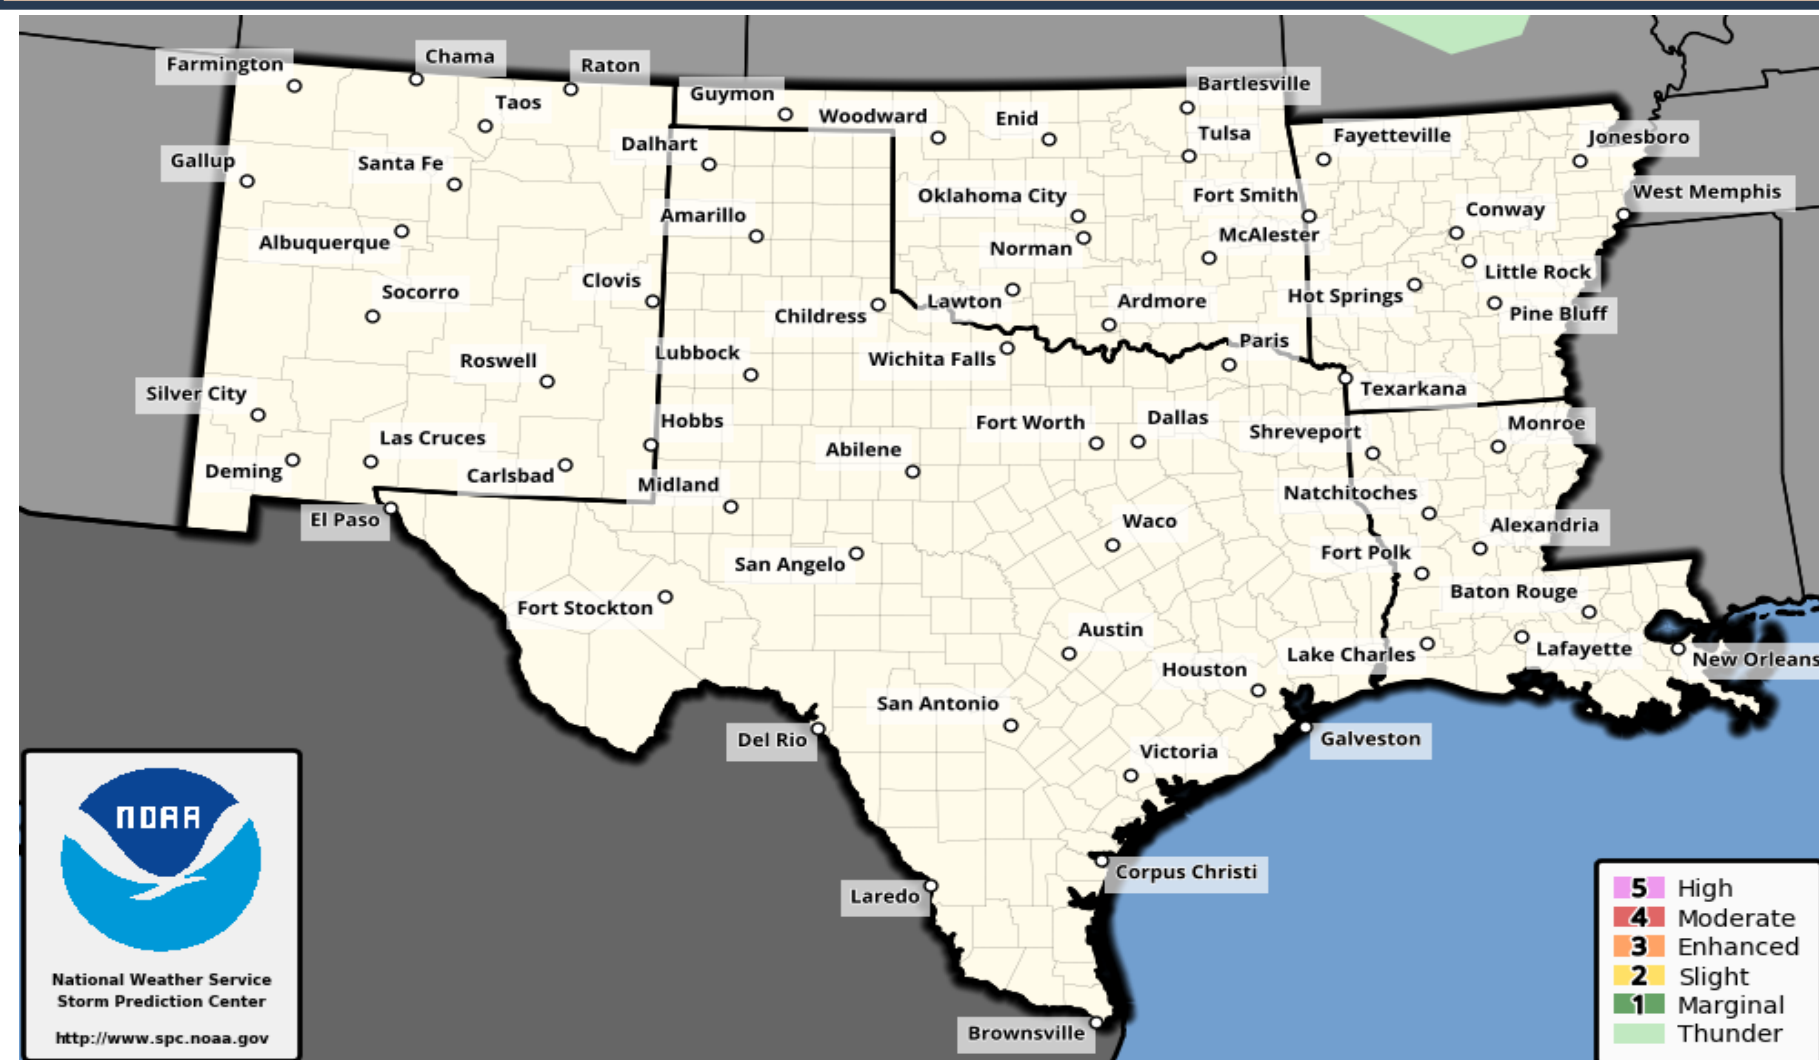 Farmington
Chama
Raton
Taos
Guymon
Woodward
Enid
Bartlesville
Tulsa
Fayetteville
Jonesboro
Dalhart
Gallup
Santa Fe
Oklahoma City
Fort Smith
West Memphis
Conway
Amarillo
Albuquerque
Norman
McAlester
Little Rock
Clovis
Socorro
Childress
Lawton
Ardmore
Hot Springs
Pine Bluff
Paris
Roswell
Lubbock
Wichita Falls
Texarkana
Silver City
Hobbs
Fort Worth
Dallas
Shreveport
Monroe
Las Cruces
Abilene
Deming
Carlsbad
Midland
Natchitoches
El Paso
Waco
Alexandria
San Angelo
Fort Polk
Fort Stockton
Baton Rouge
Austin
Lake Charles
Lafayette
New Orleans
Houston
San Antonio
Del Rio
Victoria
Galveston
Corpus Christi
Laredo
Brownsville
NOAA
National Weather Service
Storm Prediction Center
http://www.spc.noaa.gov
5 High
4 Moderate
3 Enhanced
2 Slight
1 Marginal
Thunder